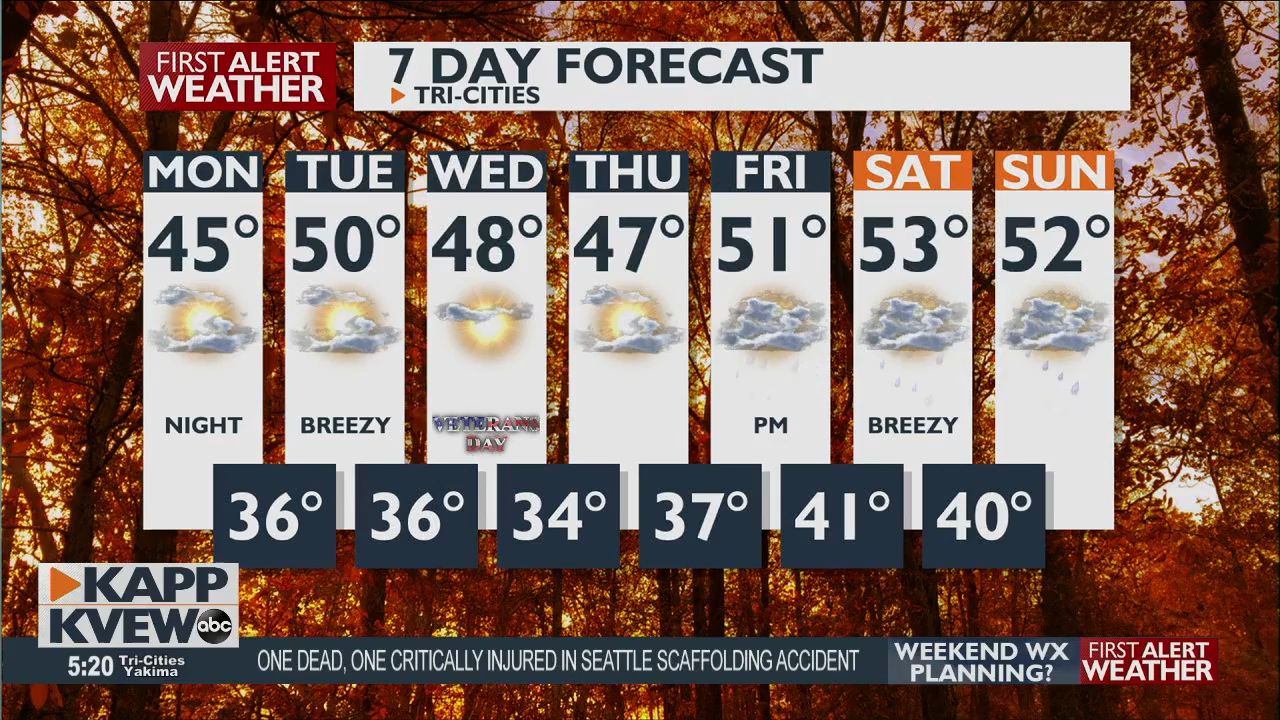 FIRST ALERT
WEATHER
7 DAY FORECAST
TRI-CITIES
MON TUE WED THU FRI SAT SUN
45° 50° 48° 47° 51° 53° 52°
NIGHT BREEZY VETERANS PM BREEZY
DAY
36° 36° 34° 37° 41° 40°
KAPP
KVEW abc
5:20 Tri-Cities
Yakima
ONE DEAD, ONE CRITICALLY INJURED IN SEATTLE SCAFFOLDING ACCIDENT
WEEKEND WX
PLANNING?
FIRST ALERT
WEATHER